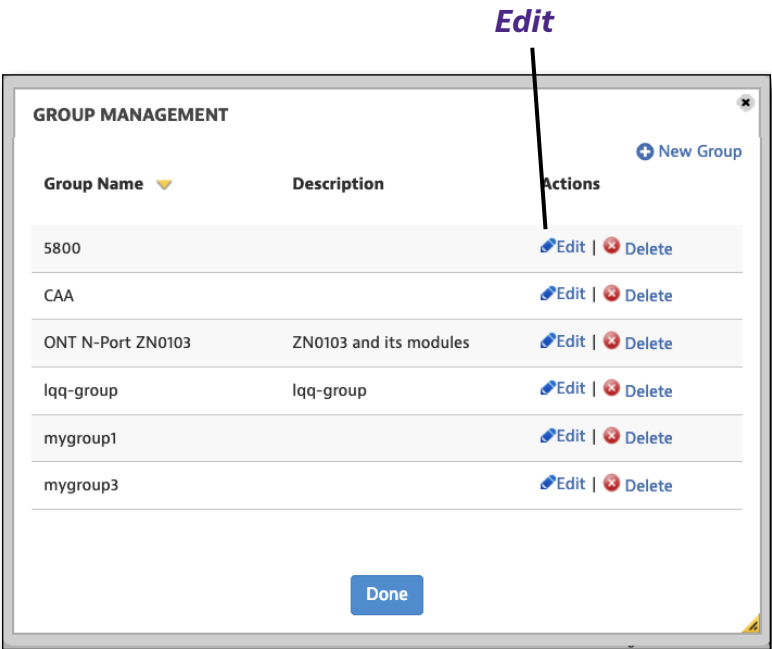 Edit
GROUP MANAGEMENT
New Group
Group Name Description Actions
5800 Edit | Delete
CAA Edit | Delete
ONT N-Port ZN0103 ZN0103 and its modules Edit | Delete
lqq-group lqq-group Edit | Delete
mygroup1 Edit | Delete
mygroup3 Edit | Delete
Done